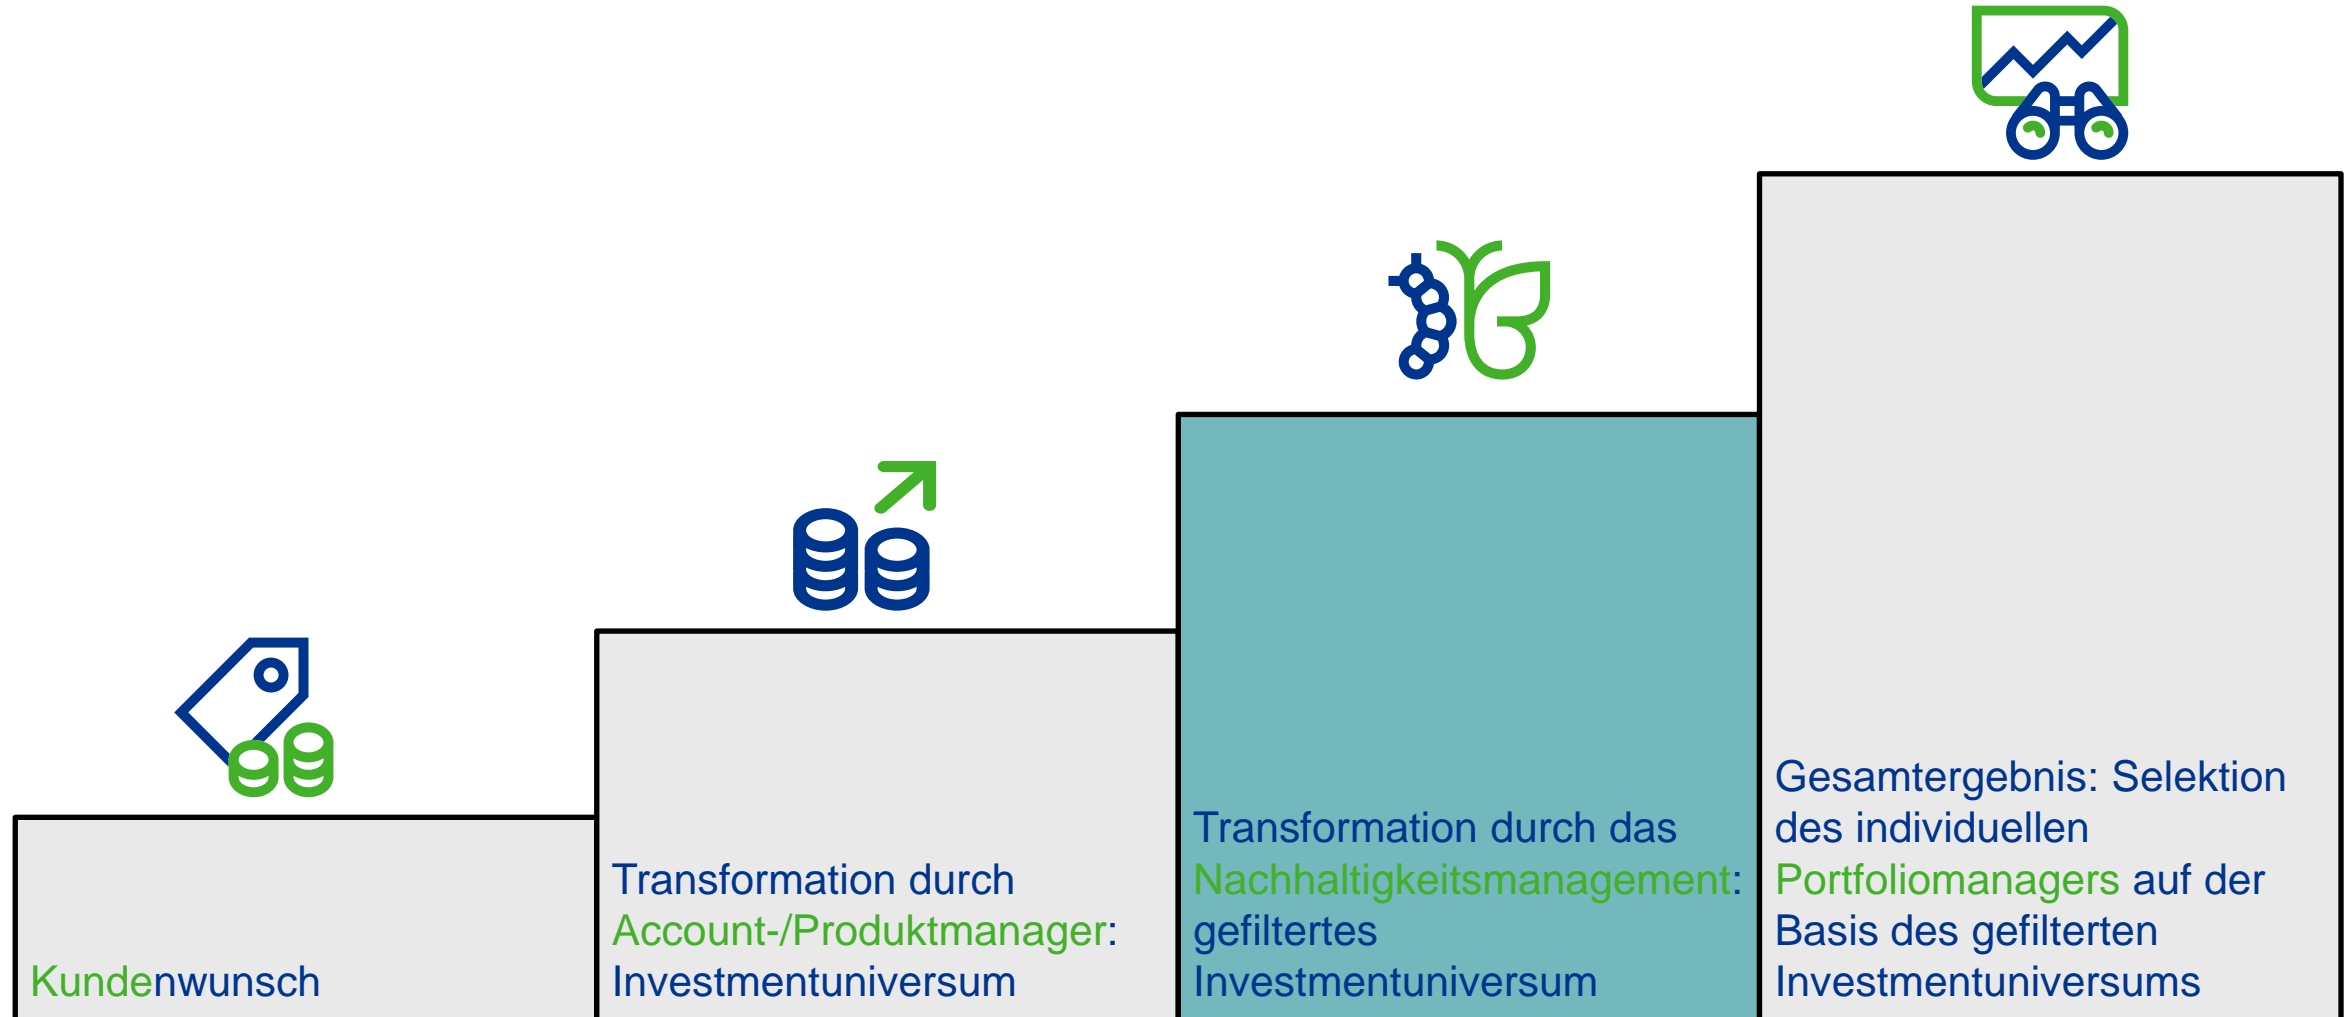 Kundenwunsch
Transformation durch
Account-/Produktmanager:
Investmentuniversum
Transformation durch das
Nachhaltigkeitsmanagement:
gefiltertes
Investmentuniversum
Gesamtergebnis: Selektion
des individuellen
Portfoliomanagers auf der
Basis des gefilterten
Investmentuniversums